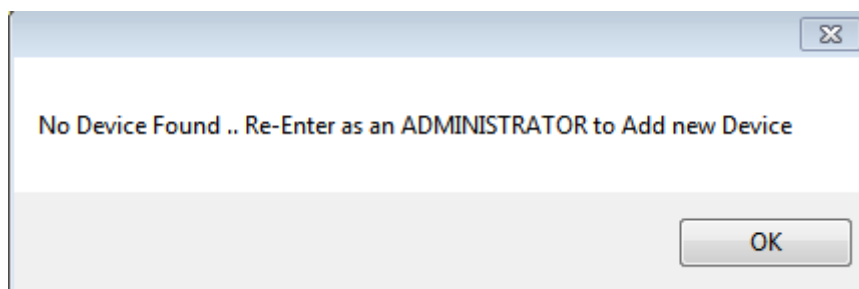 No Device Found .. Re-Enter as an ADMINISTRATOR to Add new Device
OK